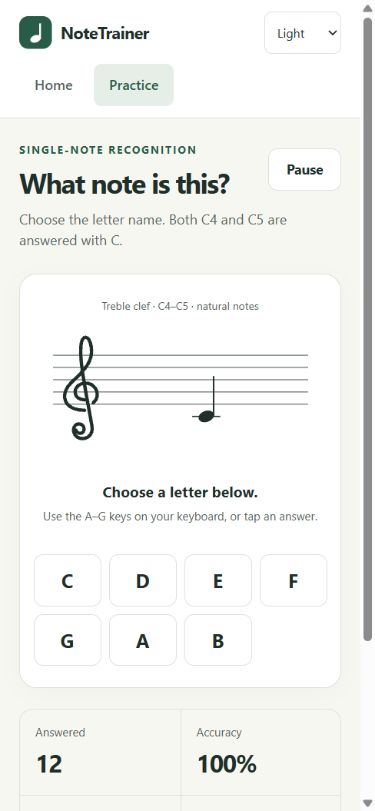 NoteTrainer
Light
Home
Practice
SINGLE-NOTE RECOGNITION
What note is this?
Pause
Choose the letter name. Both C4 and C5 are
answered with C.
Treble clef · C4–C5 · natural notes
Choose a letter below.
Use the A–G keys on your keyboard, or tap an answer.
C D E F
G A B
Answered Accuracy
12 100%